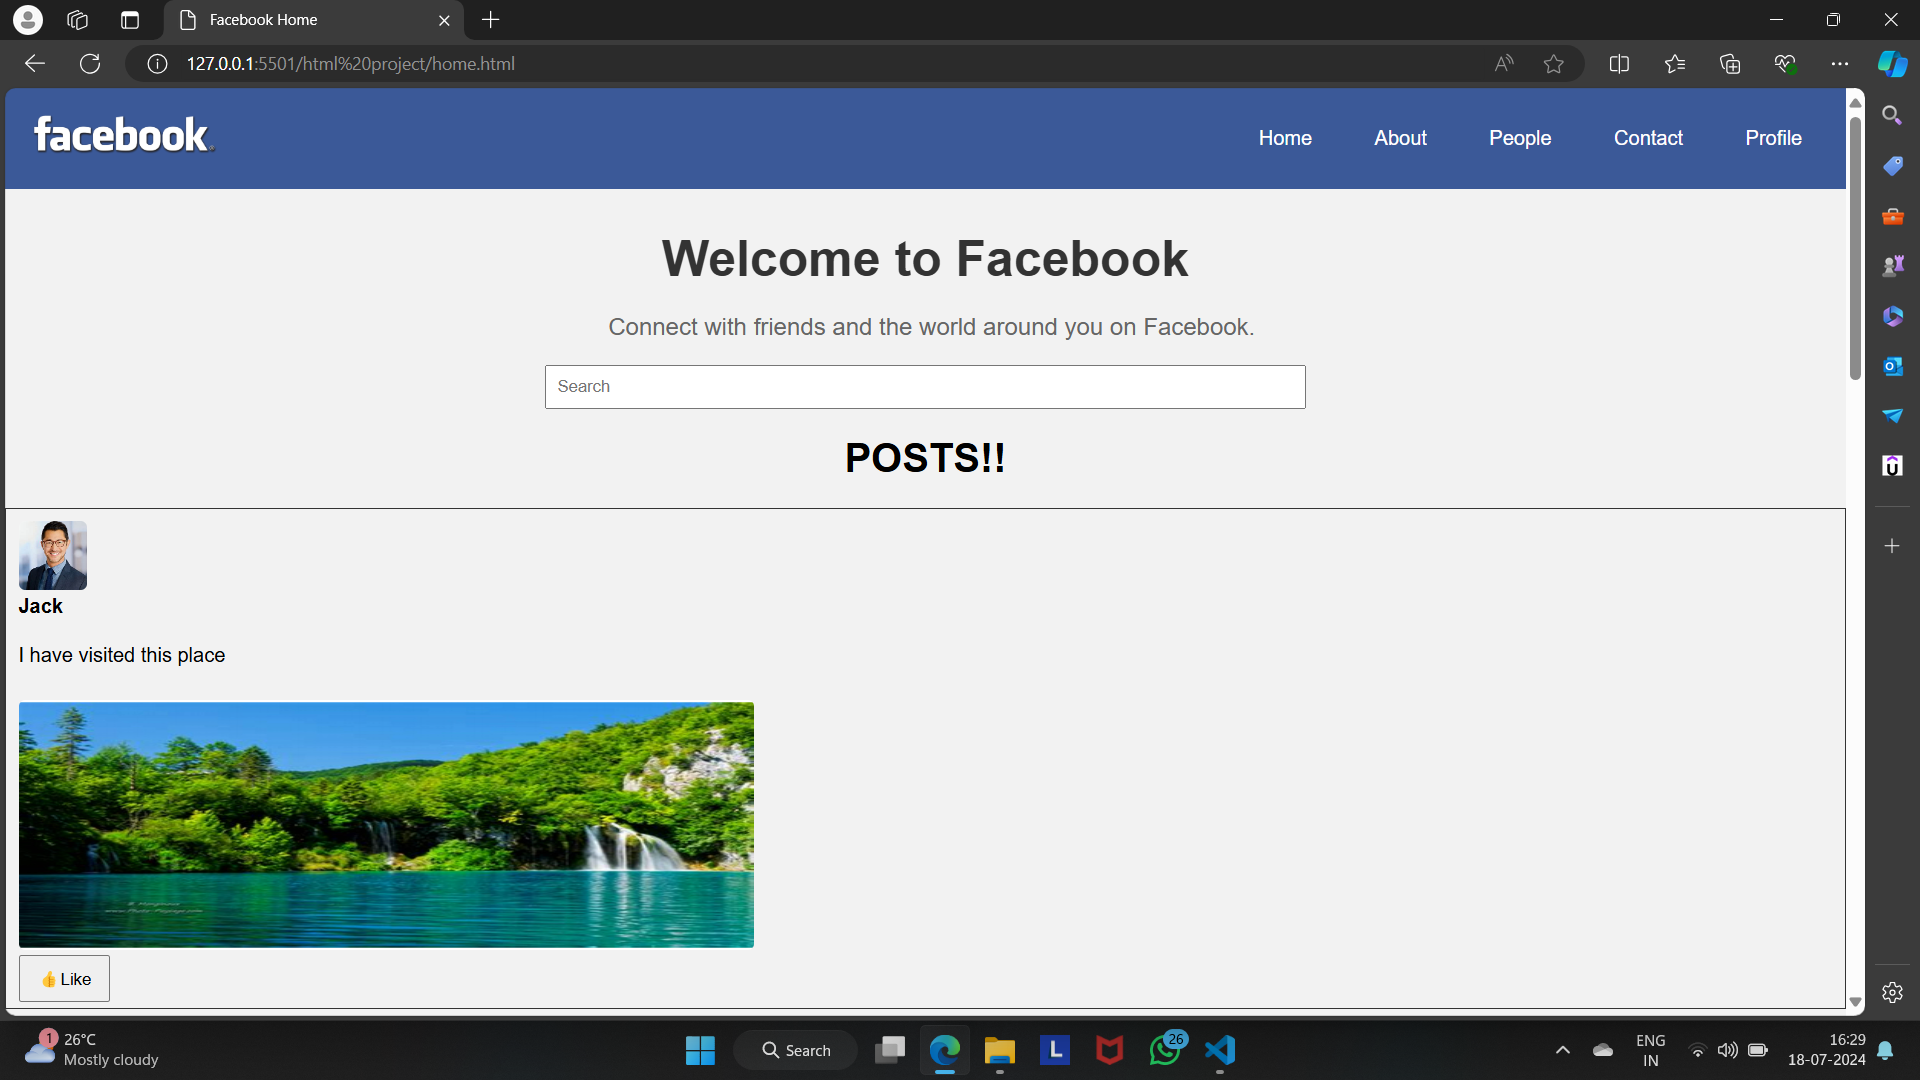 Facebook Home
127.0.0.1:5501/html%20project/home.html
facebook
Home About People Contact Profile
Welcome to Facebook
Connect with friends and the world around you on Facebook.
Search
POSTS!!
Jack
I have visited this place
👍Like
1
26°C
Mostly cloudy
Search
L
26
ENG
IN
16:29
18-07-2024